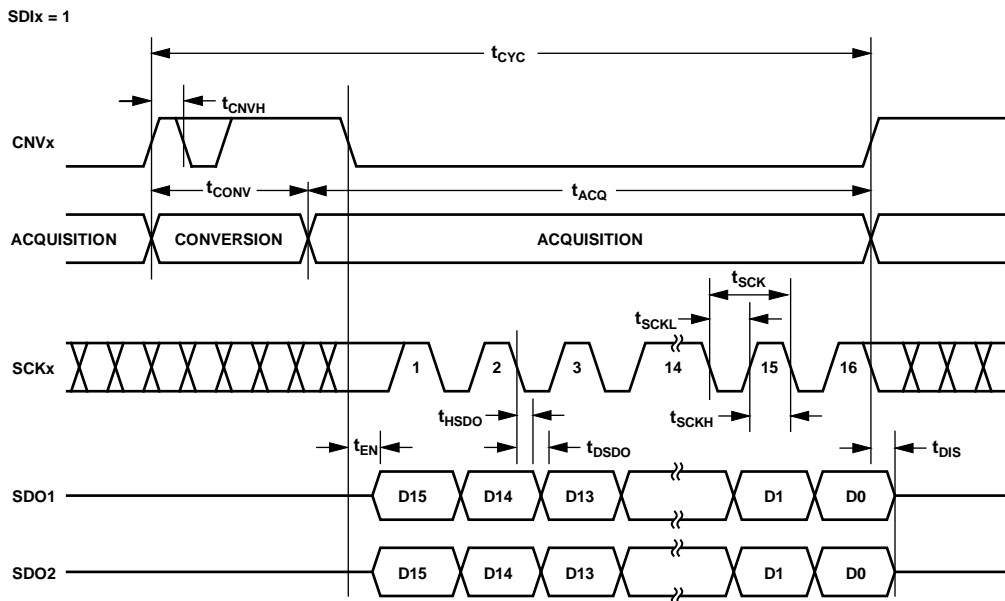 SDIx = 1
tCYC
tCNVH
CNVx
tCONV
tACQ
ACQUISITION
CONVERSION
ACQUISITION
tSCK
tSCKL
SCKx
1
2
3
14
15
16
tHSDO
tSCKH
tEN
tDSDO
tDIS
SDO1
D15
D14
D13
D1
D0
SDO2
D15
D14
D13
D1
D0